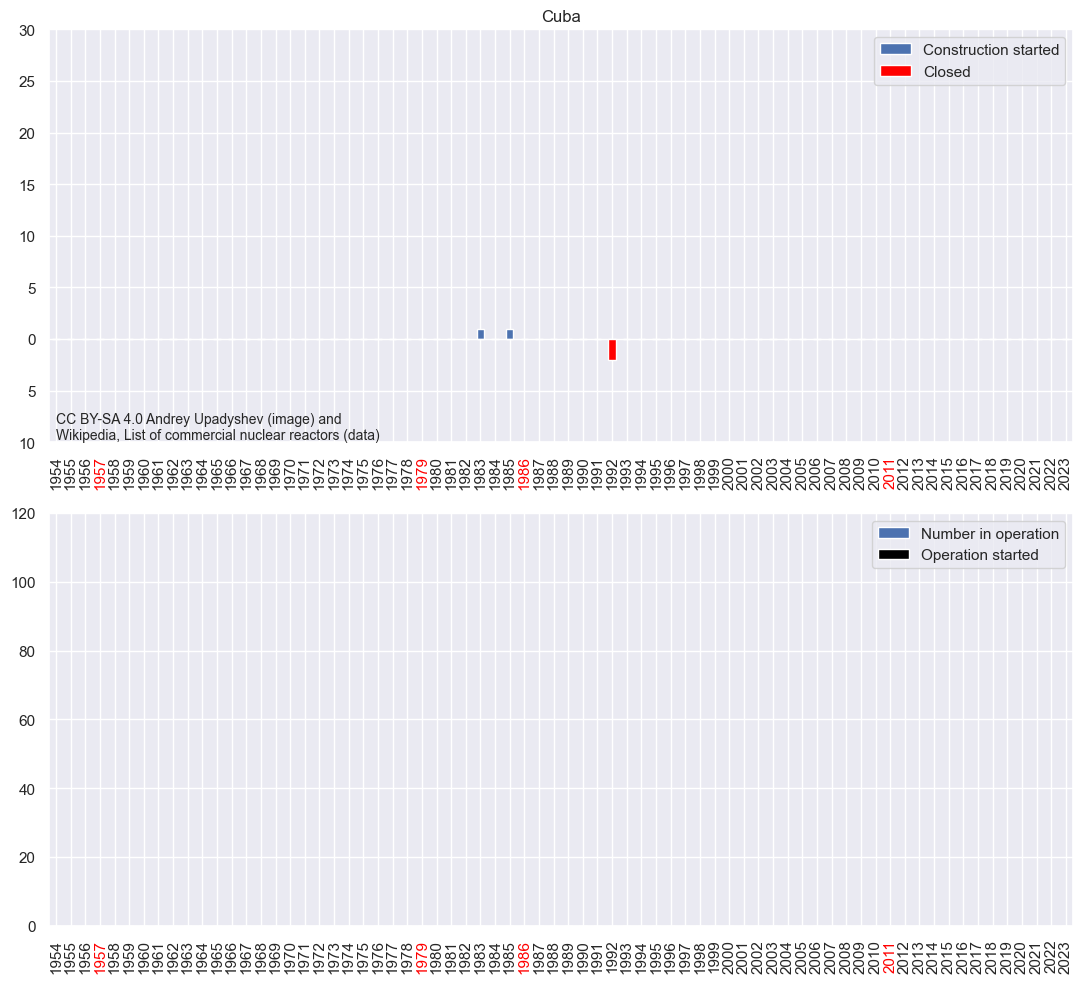 Cuba
30
25
20
15
10
5
0
5
10
Construction started
Closed
CC BY-SA 4.0 Andrey Upadyshev (image) and
Wikipedia, List of commercial nuclear reactors (data)
1954 1955 1956 1957 1958 1959 1960 1961 1962 1963 1964 1965 1966 1967 1968 1969 1970 1971 1972 1973 1974 1975 1976 1977 1978 1979 1980 1981 1982 1983 1984 1985 1986 1987 1988 1989 1990 1991 1992 1993 1994 1995 1996 1997 1998 1999 2000 2001 2002 2003 2004 2005 2006 2007 2008 2009 2010 2011 2012 2013 2014 2015 2016 2017 2018 2019 2020 2021 2022 2023
120
100
80
60
40
20
0
Number in operation
Operation started
1954 1955 1956 1957 1958 1959 1960 1961 1962 1963 1964 1965 1966 1967 1968 1969 1970 1971 1972 1973 1974 1975 1976 1977 1978 1979 1980 1981 1982 1983 1984 1985 1986 1987 1988 1989 1990 1991 1992 1993 1994 1995 1996 1997 1998 1999 2000 2001 2002 2003 2004 2005 2006 2007 2008 2009 2010 2011 2012 2013 2014 2015 2016 2017 2018 2019 2020 2021 2022 2023